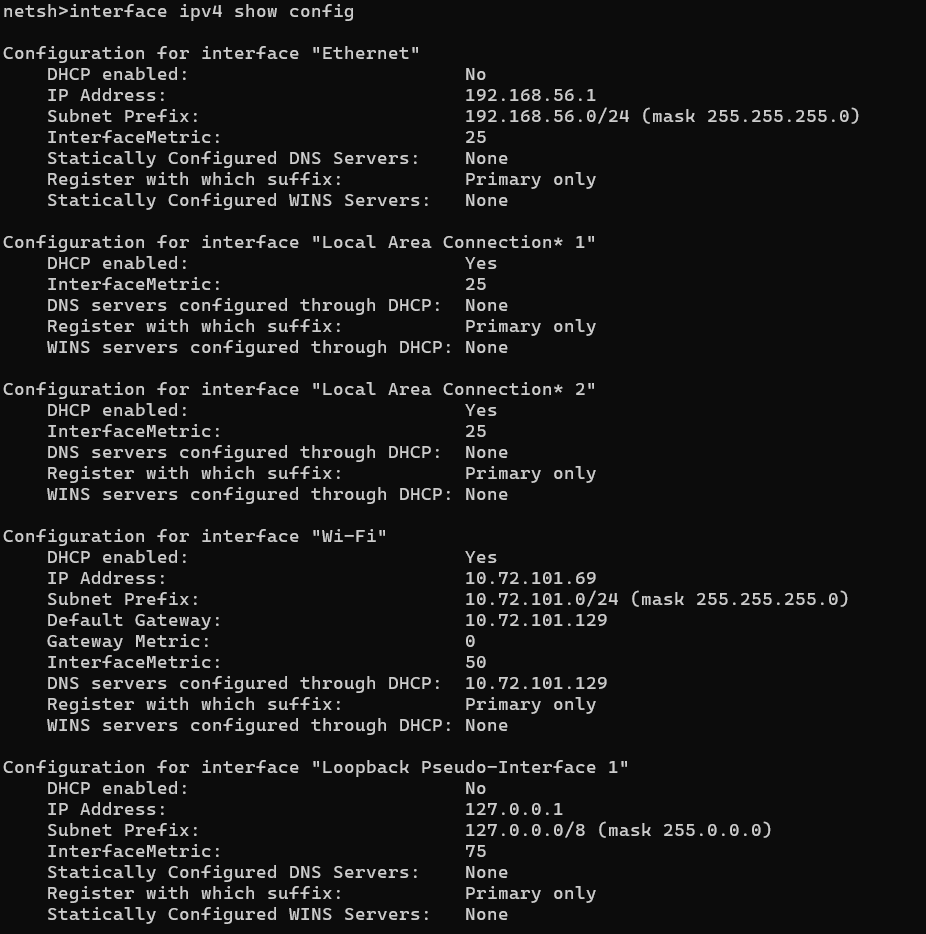 netsh>interface ipv4 show config

Configuration for interface "Ethernet"
    DHCP enabled:                         No
    IP Address:                           192.168.56.1
    Subnet Prefix:                        192.168.56.0/24 (mask 255.255.255.0)
    InterfaceMetric:                      25
    Statically Configured DNS Servers:    None
    Register with which suffix:           Primary only
    Statically Configured WINS Servers:   None

Configuration for interface "Local Area Connection* 1"
    DHCP enabled:                         Yes
    InterfaceMetric:                      25
    DNS servers configured through DHCP:  None
    Register with which suffix:           Primary only
    WINS servers configured through DHCP: None

Configuration for interface "Local Area Connection* 2"
    DHCP enabled:                         Yes
    InterfaceMetric:                      25
    DNS servers configured through DHCP:  None
    Register with which suffix:           Primary only
    WINS servers configured through DHCP: None

Configuration for interface "Wi-Fi"
    DHCP enabled:                         Yes
    IP Address:                           10.72.101.69
    Subnet Prefix:                        10.72.101.0/24 (mask 255.255.255.0)
    Default Gateway:                      10.72.101.129
    Gateway Metric:                       0
    InterfaceMetric:                      50
    DNS servers configured through DHCP:  10.72.101.129
    Register with which suffix:           Primary only
    WINS servers configured through DHCP: None

Configuration for interface "Loopback Pseudo-Interface 1"
    DHCP enabled:                         No
    IP Address:                           127.0.0.1
    Subnet Prefix:                        127.0.0.0/8 (mask 255.0.0.0)
    InterfaceMetric:                      75
    Statically Configured DNS Servers:    None
    Register with which suffix:           Primary only
    Statically Configured WINS Servers:   None